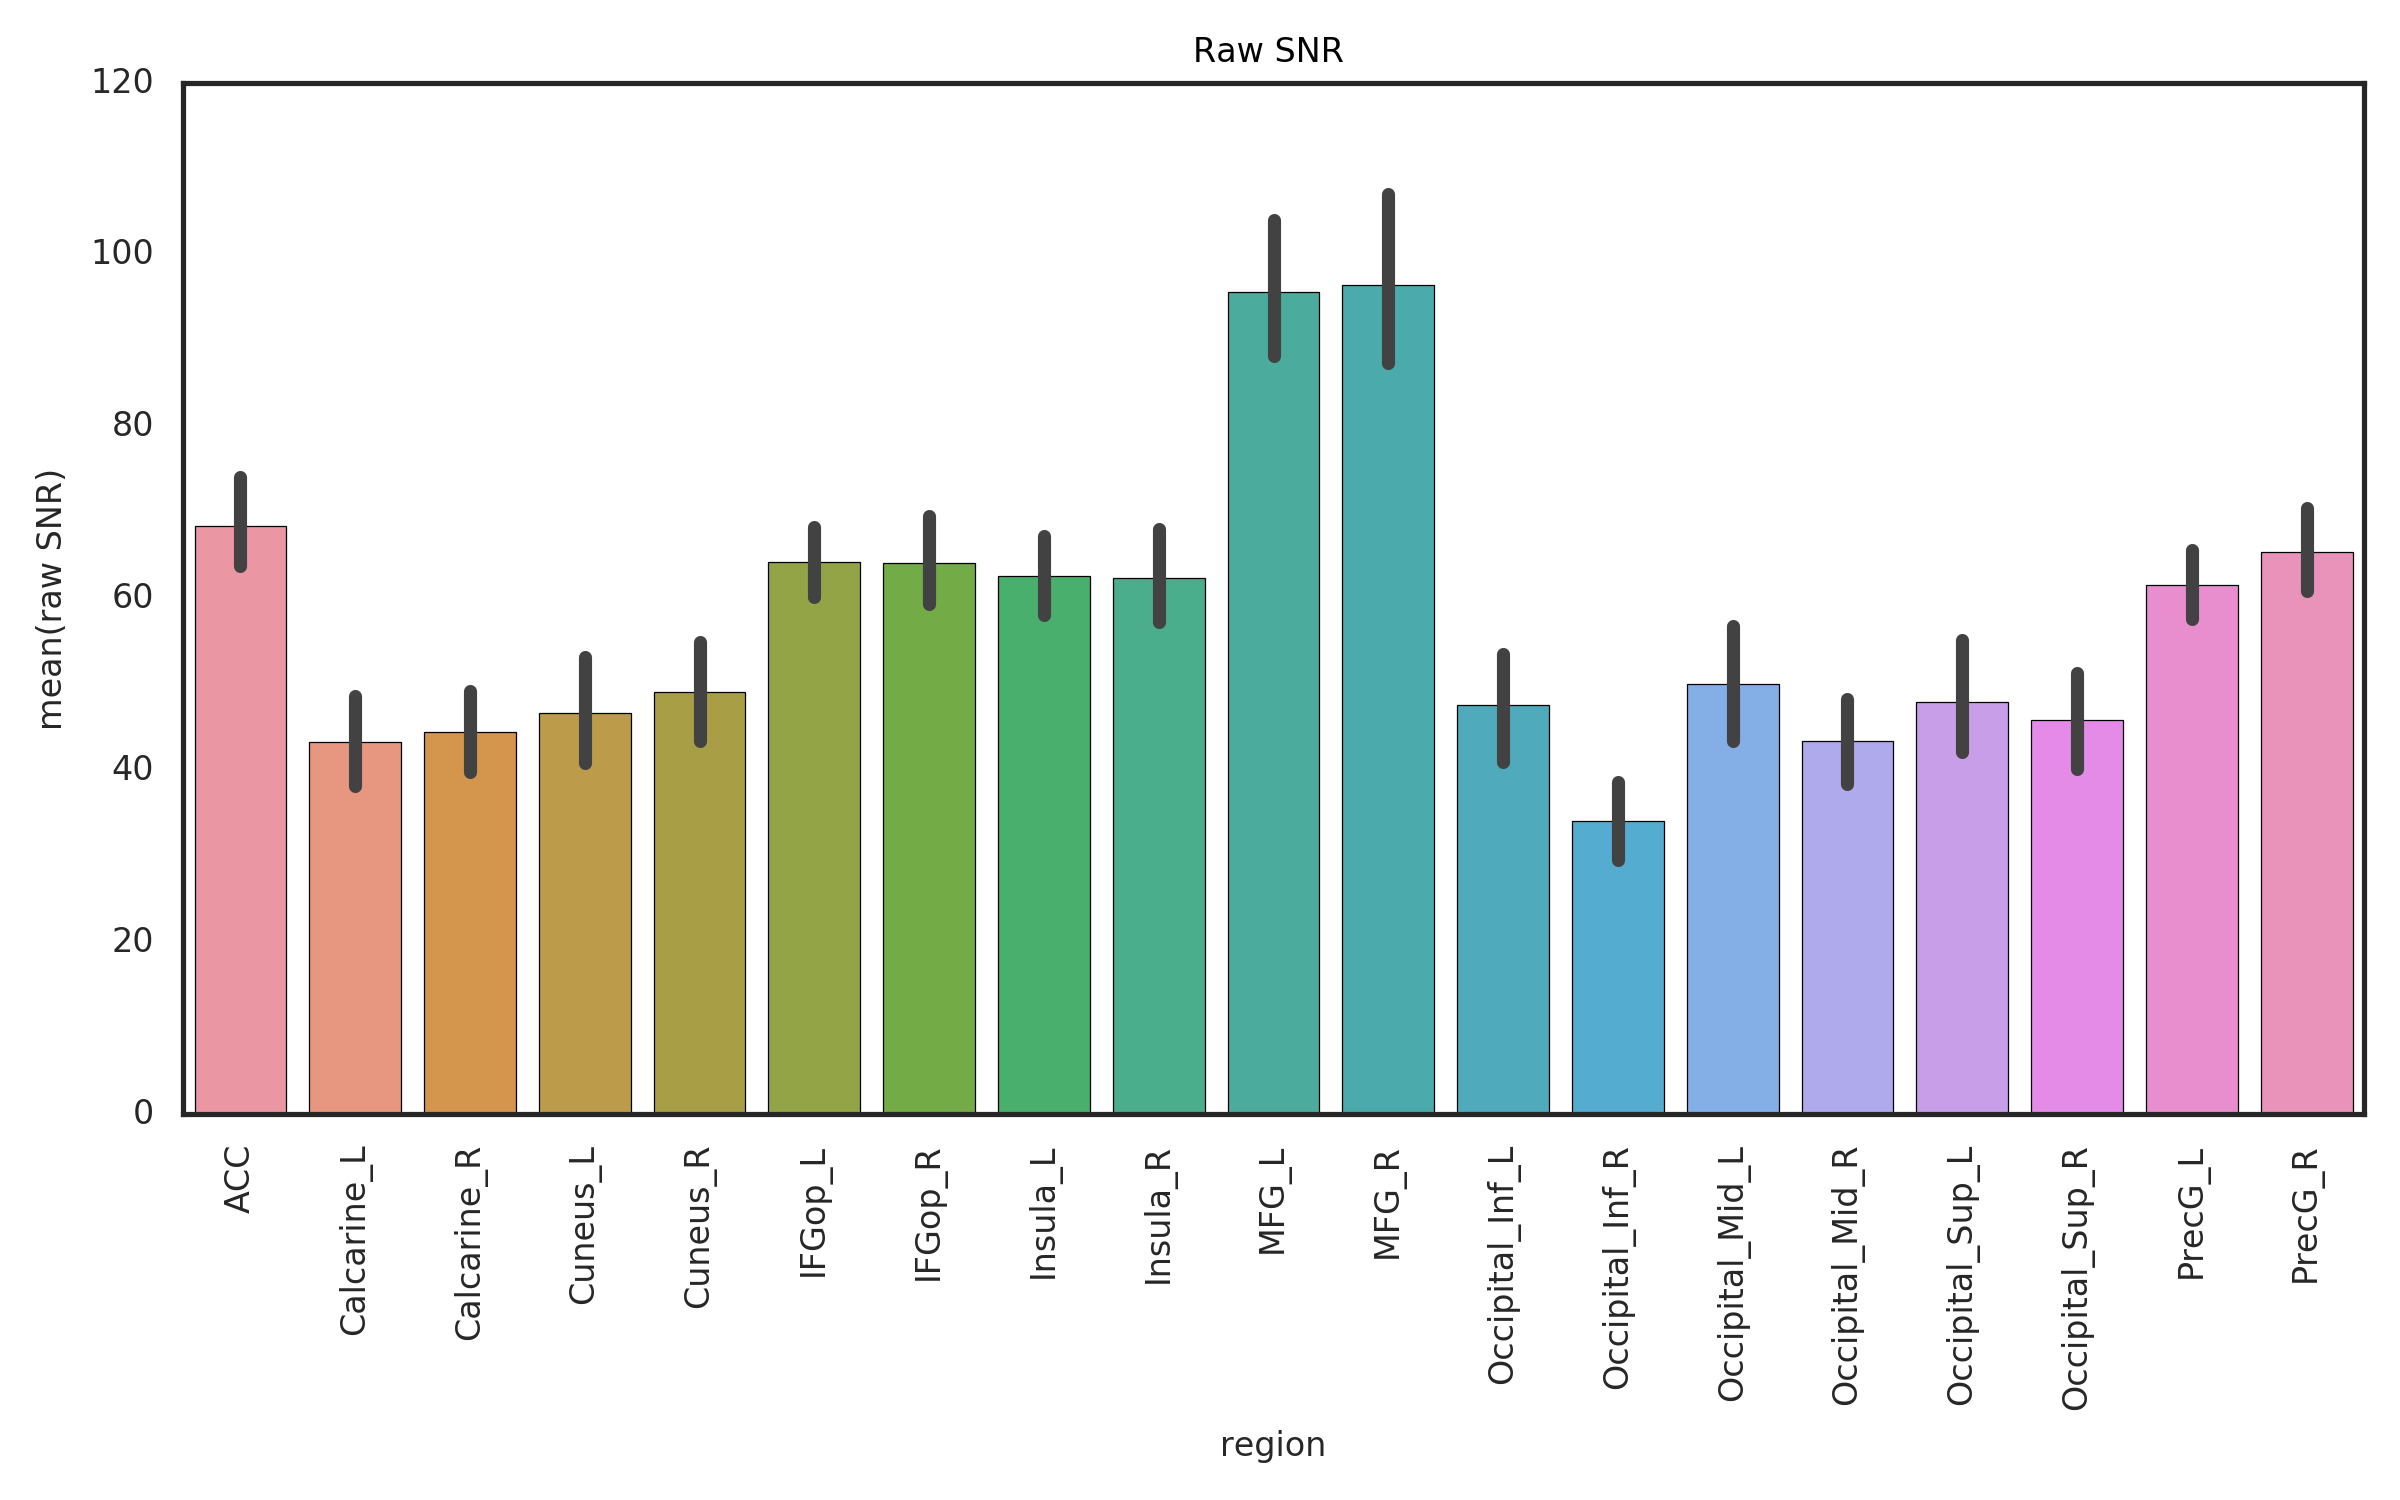 Raw SNR
120
100
80
60
40
20
0
mean(raw SNR)
ACC
Calcarine_L
Calcarine_R
Cuneus_L
Cuneus_R
IFGop_L
IFGop_R
Insula_L
Insula_R
MFG_L
MFG_R
Occipital_Inf_L
Occipital_Inf_R
Occipital_Mid_L
Occipital_Mid_R
Occipital_Sup_L
Occipital_Sup_R
PrecG_L
PrecG_R
region